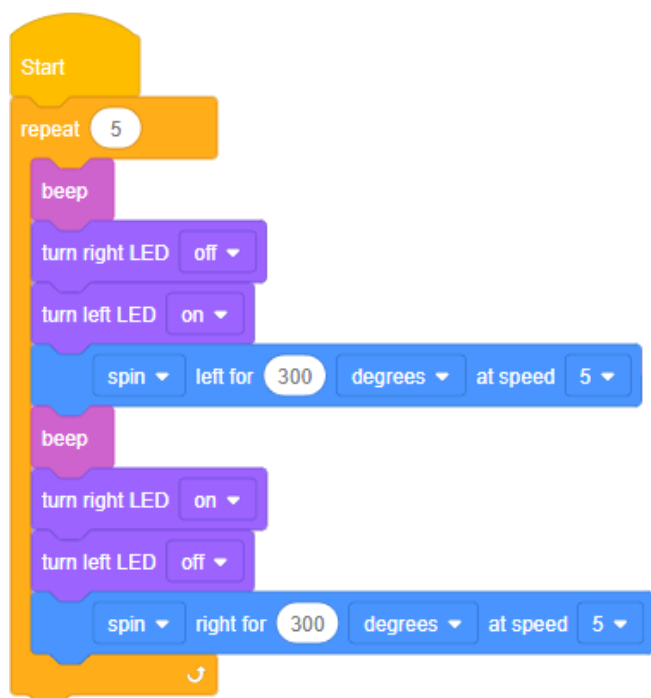 Start
repeat 5
beep
turn right LED off
turn left LED on
spin left for 300 degrees at speed 5
beep
turn right LED on
turn left LED off
spin right for 300 degrees at speed 5